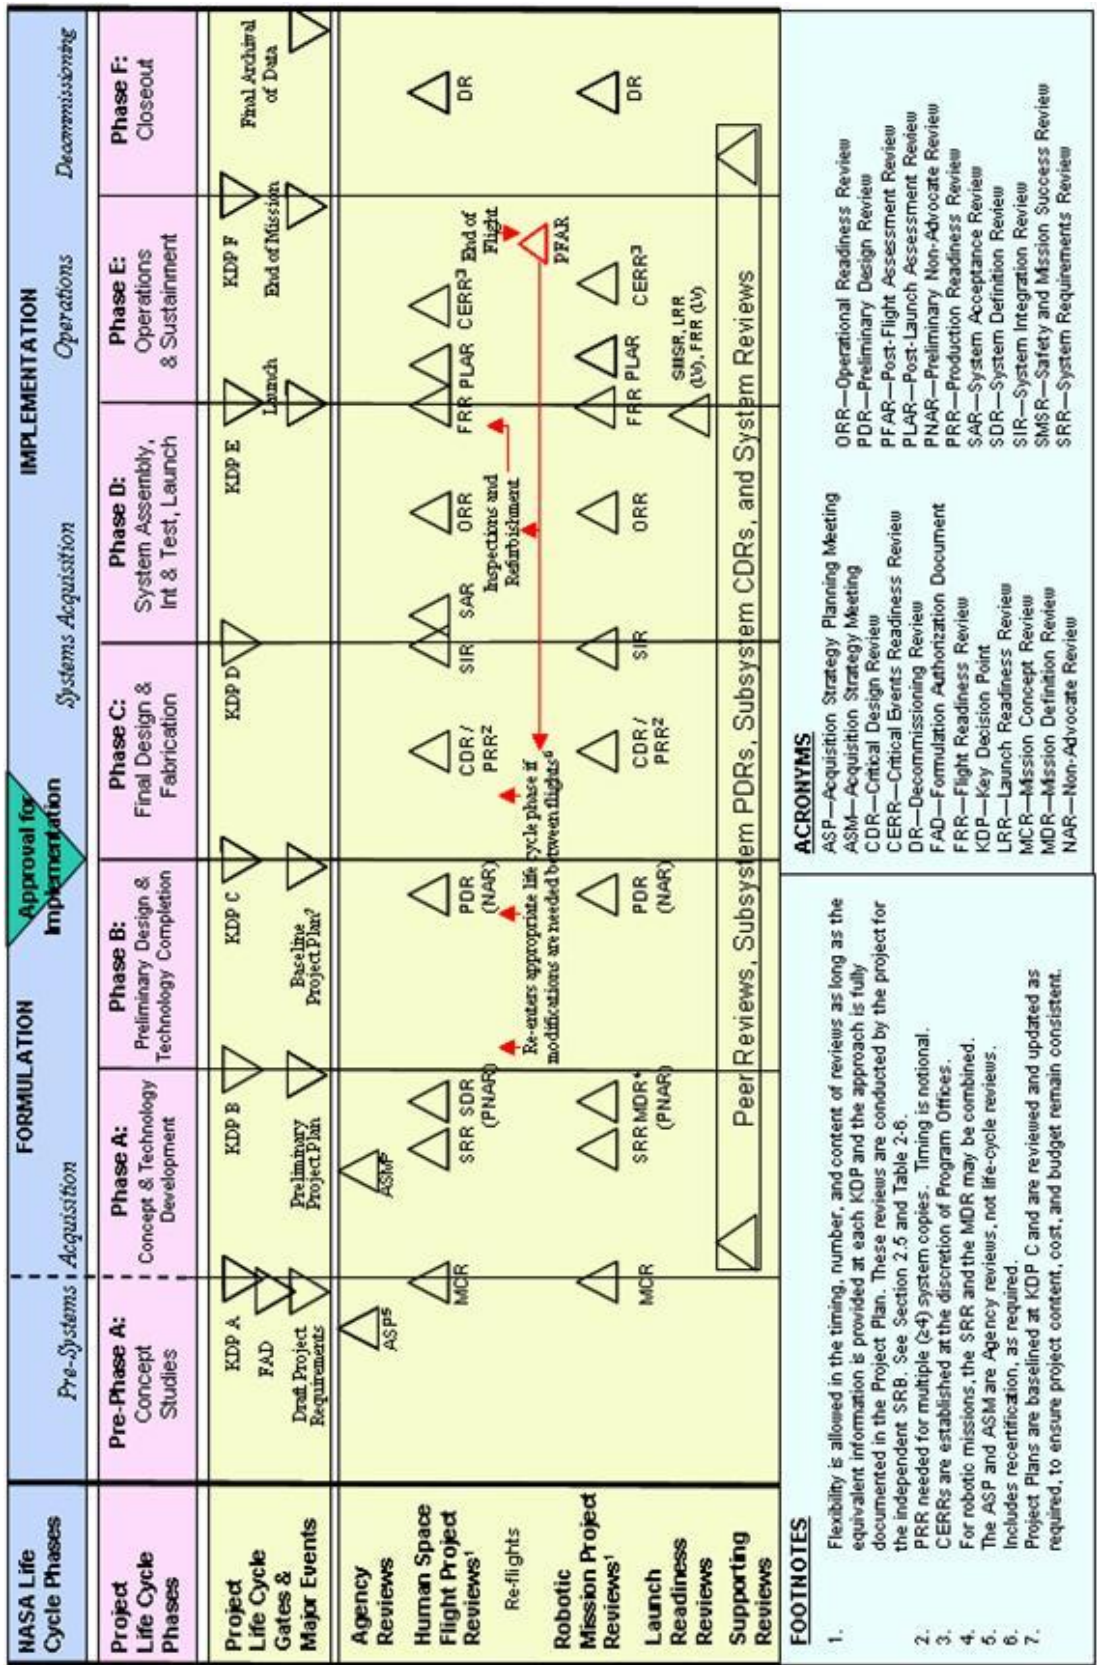 NASA Life
Cycle Phases
FORMULATION
Approval for
Implementation
IMPLEMENTATION
Pre-Systems Acquisition
Systems Acquisition
Operations
Decommissioning
Project
Life Cycle
Phases
Pre-Phase A:
Concept
Studies
Phase A:
Concept & Technology
Development
Phase B:
Preliminary Design &
Technology Completion
Phase C:
Final Design &
Fabrication
Phase D:
System Assembly,
Int & Test, Launch
Phase E:
Operations
& Sustainment
Phase F:
Closeout
Project
Life Cycle
Gates &
Major Events
KDP A
FAD
Draft Project
Requirements
KDP B
Preliminary
Project Plan
KDP C
Baseline
Project Plan⁷
KDP D
KDP E
Launch
KDP F
End of Mission
Final Archival
of Data
Agency
Reviews
ASP⁵
ASM⁵
Human Space
Flight Project
Reviews¹
MCR
SRR SDR
(PNAR)
PDR
(NAR)
CDR/
PRR²
SIR
SAR
ORR
FRR PLAR CERR³
DR
Re-flights
Re-enters appropriate life cycle phase if
modifications are needed between flights⁶
Inspections and
Refurbishment
End of
Flight
PFAR
Robotic
Mission Project
Reviews¹
MCR
SRR MDR⁴
(PNAR)
PDR
(NAR)
CDR/
PRR²
SIR
ORR
FRR PLAR
CERR³
DR
Launch
Readiness
Reviews
SMSR, LRR
(LV), FRR (LV)
Supporting
Reviews
Peer Reviews, Subsystem PDRs, Subsystem CDRs, and System Reviews
FOOTNOTES
1. Flexibility is allowed in the timing, number, and content of reviews as long as the
equivalent information is provided at each KDP and the approach is fully
documented in the Project Plan. These reviews are conducted by the project for
the independent SRB. See Section 2.5 and Table 2-6.
2. PRR needed for multiple (≥4) system copies. Timing is notional.
3. CERRs are established at the discretion of Program Offices.
4. For robotic missions, the SRR and the MDR may be combined.
5. The ASP and ASM are Agency reviews, not life-cycle reviews.
6. Includes recertification, as required.
7. Project Plans are baselined at KDP C and are reviewed and updated as
required, to ensure project content, cost, and budget remain consistent.
ACRONYMS
ASP—Acquisition Strategy Planning Meeting
ASM—Acquisition Strategy Meeting
CDR—Critical Design Review
CERR—Critical Events Readiness Review
DR—Decommissioning Review
FAD—Formulation Authorization Document
FRR—Flight Readiness Review
KDP—Key Decision Point
LRR—Launch Readiness Review
MCR—Mission Concept Review
MDR—Mission Definition Review
NAR—Non-Advocate Review
ORR—Operational Readiness Review
PDR—Preliminary Design Review
PFAR—Post-Flight Assessment Review
PLAR—Post-Launch Assessment Review
PNAR—Preliminary Non-Advocate Review
PRR—Production Readiness Review
SAR—System Acceptance Review
SDR—System Definition Review
SIR—System Integration Review
SMSR—Safety and Mission Success Review
SRR—System Requirements Review